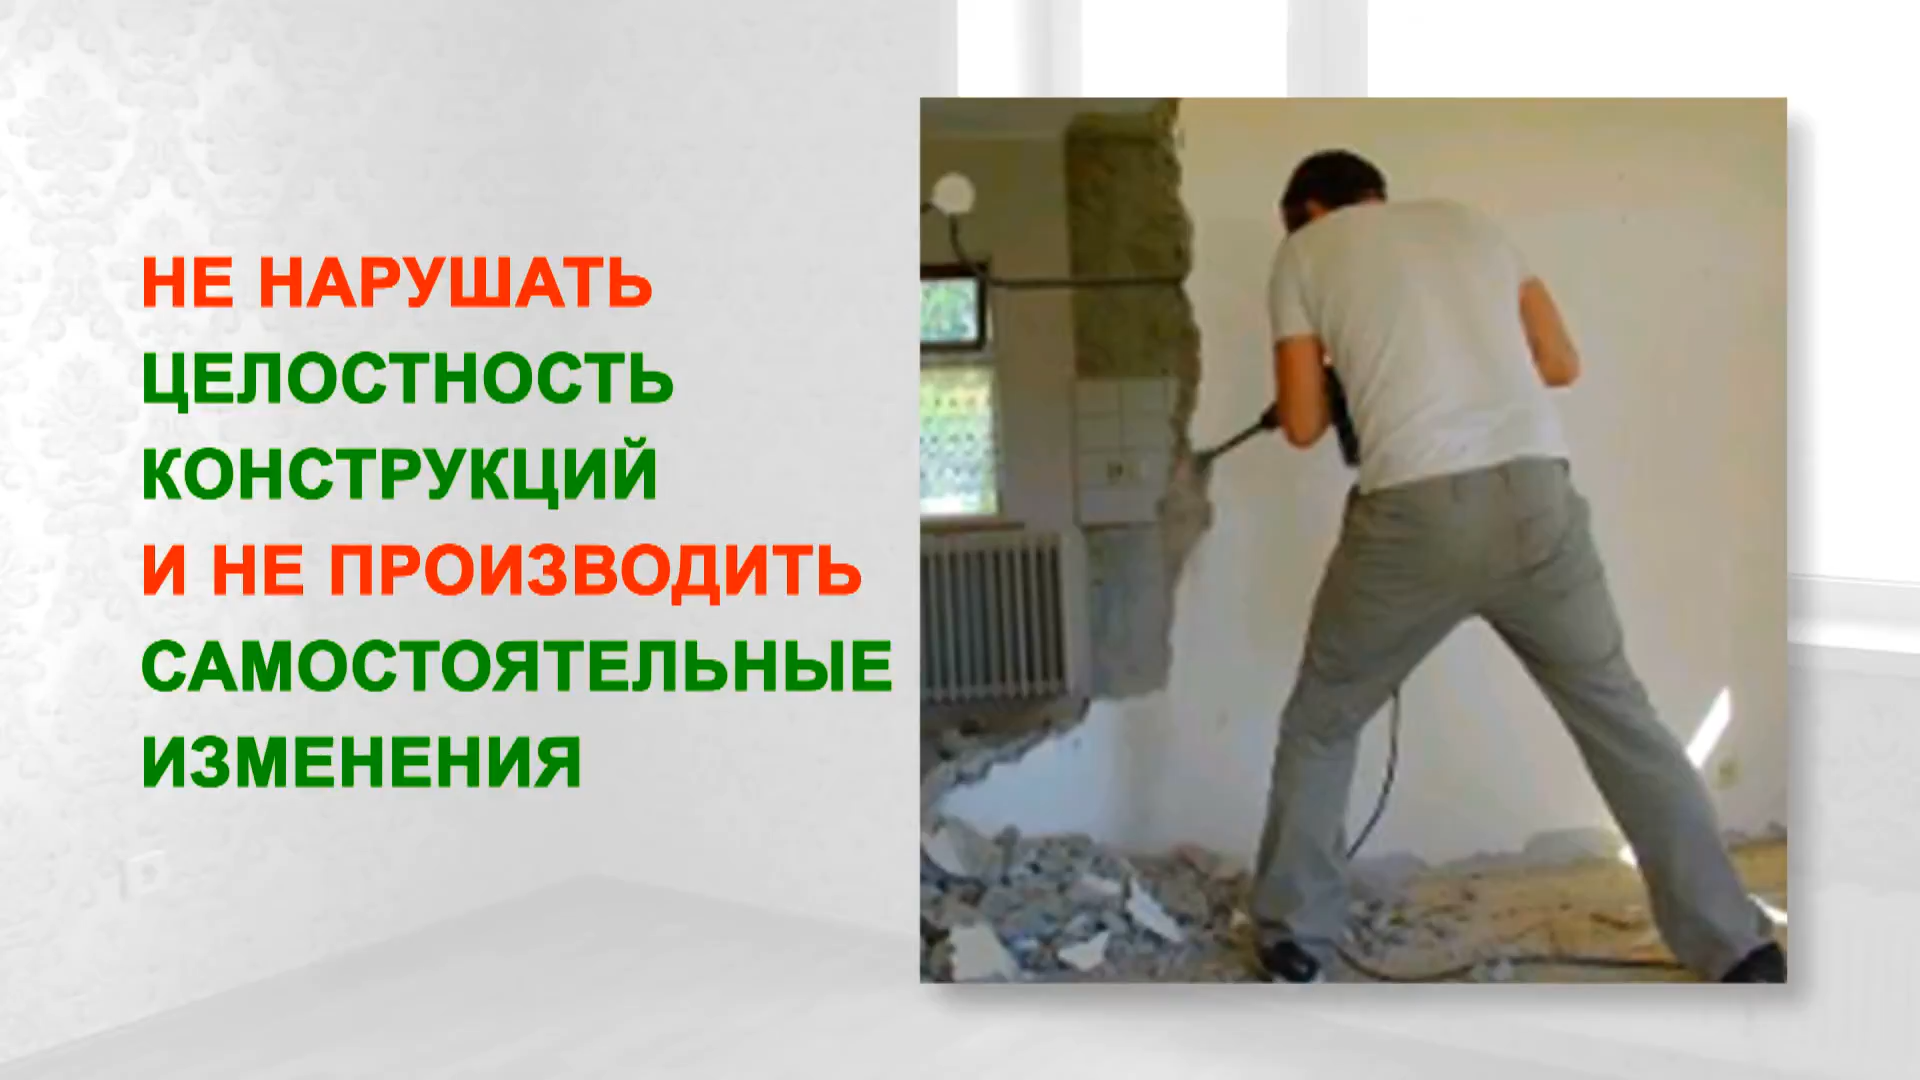 НЕ НАРУШАТЬ
ЦЕЛОСТНОСТЬ
КОНСТРУКЦИЙ
И НЕ ПРОИЗВОДИТЬ
САМОСТОЯТЕЛЬНЫЕ
ИЗМЕНЕНИЯ